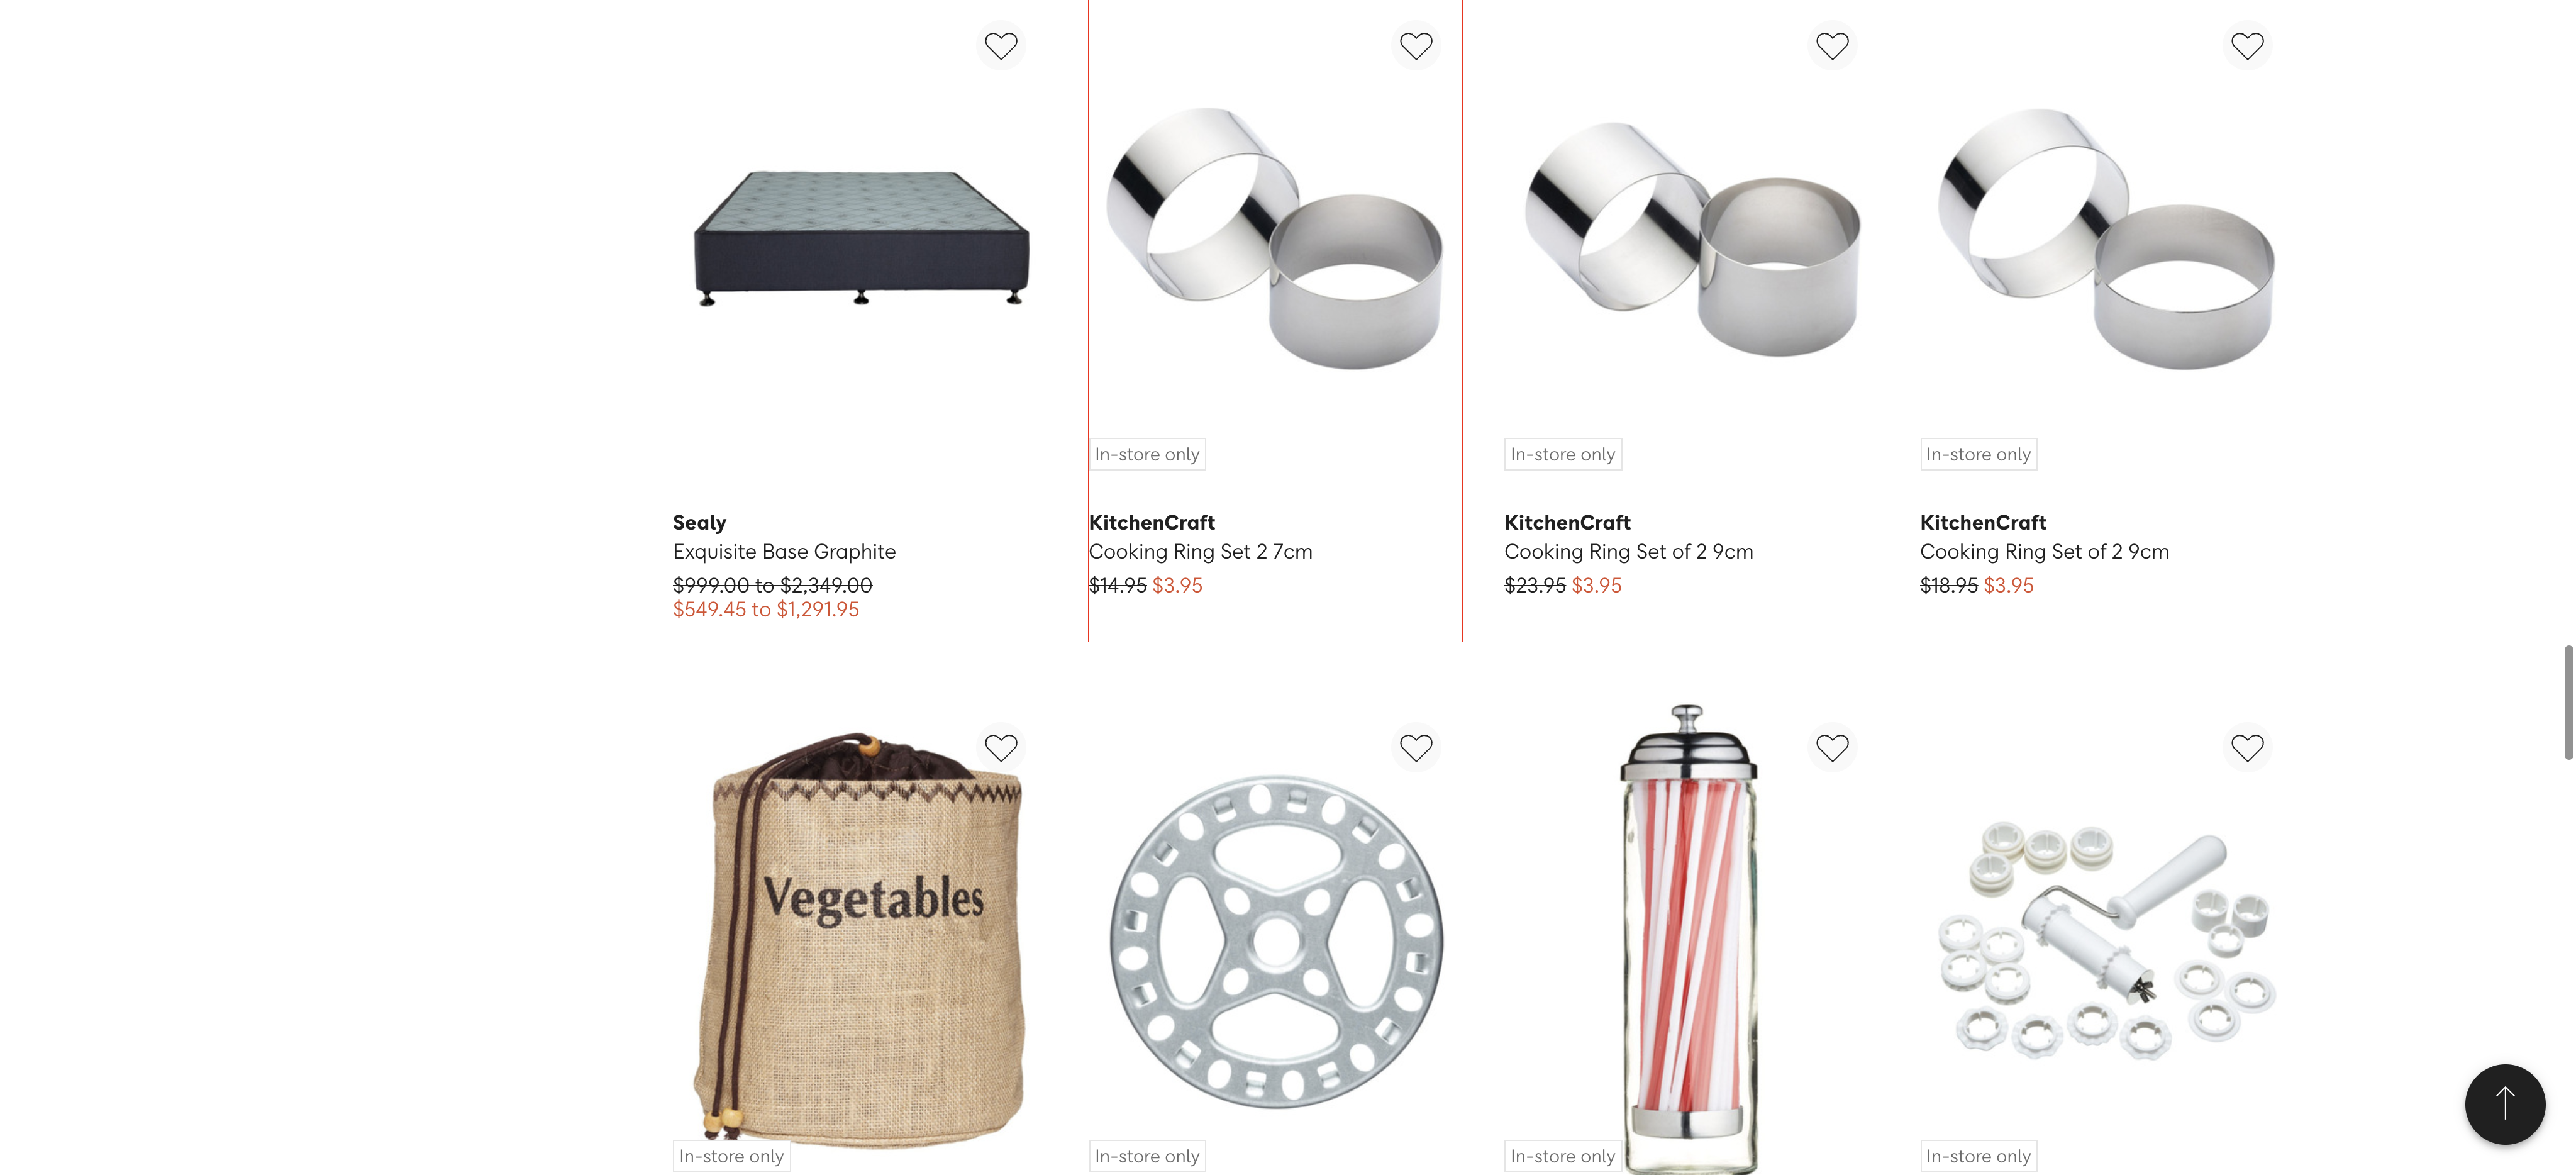 In-store only
In-store only
In-store only
Sealy
Exquisite Base Graphite
$999.00 to $2,349.00
$549.45 to $1,291.95
KitchenCraft
Cooking Ring Set 2 7cm
$14.95 $3.95
KitchenCraft
Cooking Ring Set of 2 9cm
$23.95 $3.95
KitchenCraft
Cooking Ring Set of 2 9cm
$18.95 $3.95
Vegetables
In-store only
In-store only
In-store only
In-store only